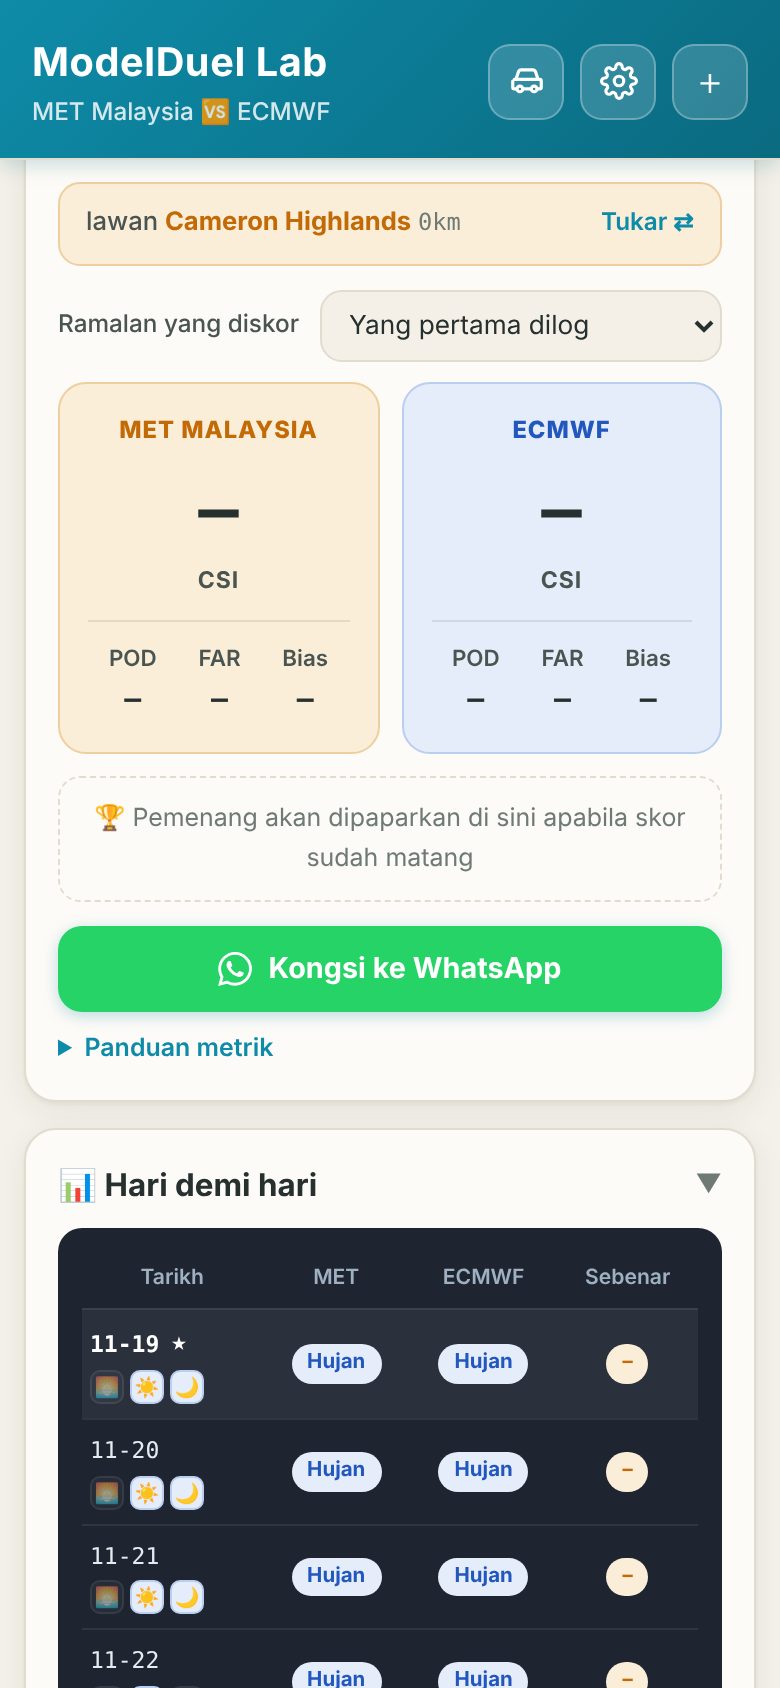 ModelDuel Lab
MET Malaysia 🆚 ECMWF
+
lawan Cameron Highlands 0km
Tukar ⇄
Ramalan yang diskor
Yang pertama dilog
MET MALAYSIA
—
CSI
POD FAR Bias
– – –
ECMWF
—
CSI
POD FAR Bias
– – –
🏆 Pemenang akan dipaparkan di sini apabila skor
sudah matang
Kongsi ke WhatsApp
▶ Panduan metrik
📊 Hari demi hari ▼
Tarikh MET ECMWF Sebenar
11-19 ★ Hujan Hujan –
11-20 Hujan Hujan –
11-21 Hujan Hujan –
11-22 Hujan Hujan –